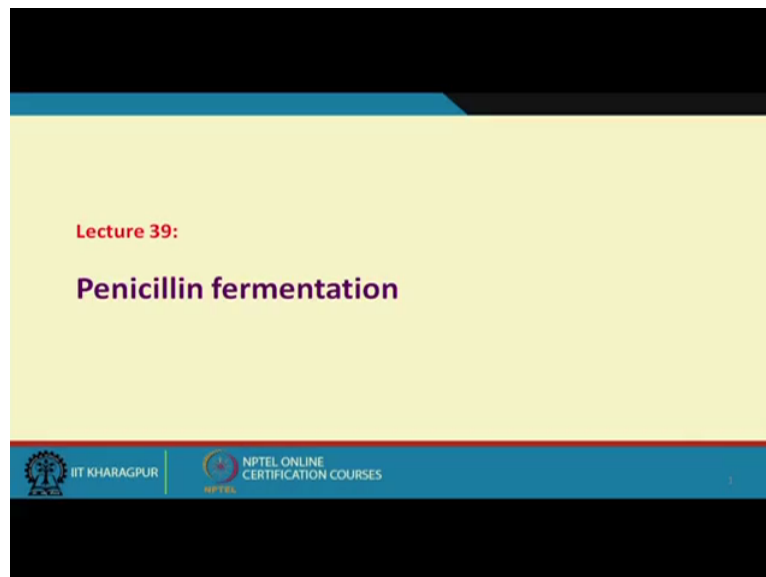 Lecture 39:
Penicillin fermentation
IIT KHARAGPUR
NPTEL
NPTEL ONLINE
CERTIFICATION COURSES
1